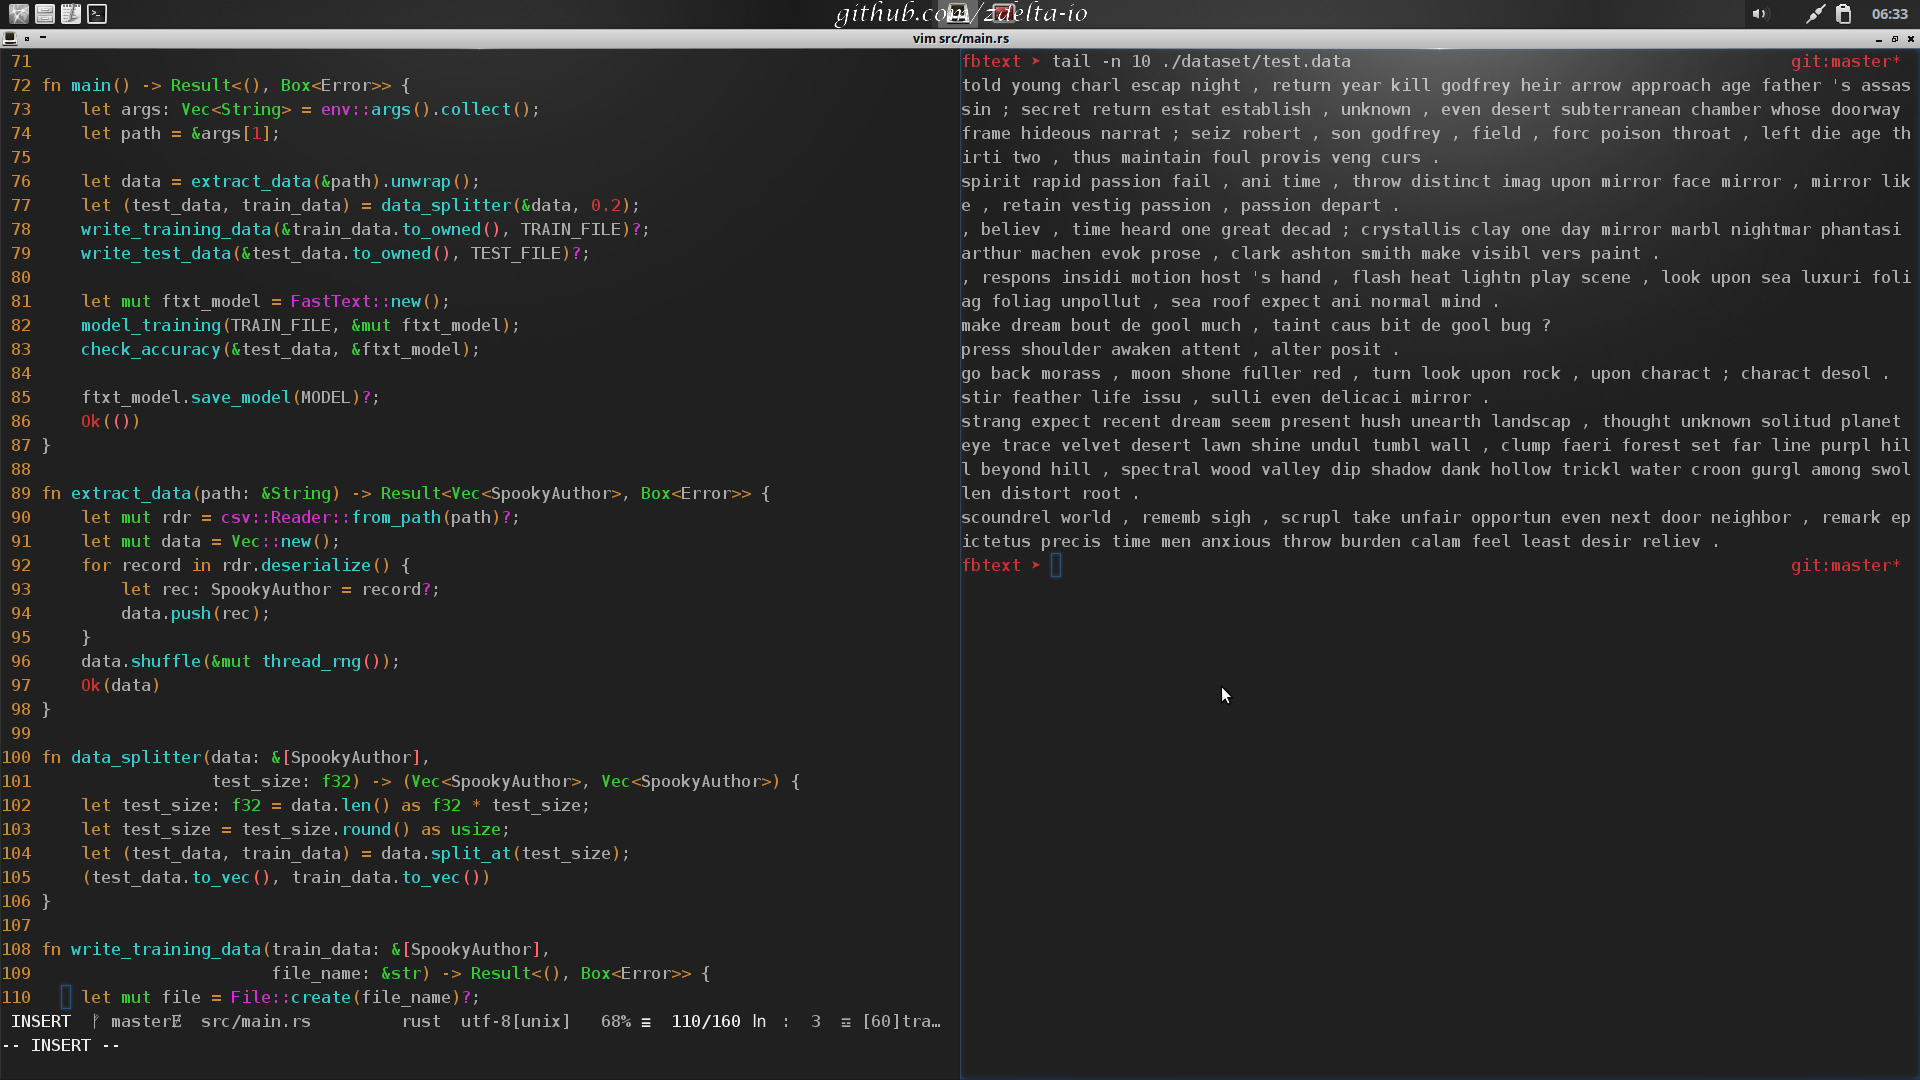 github.com/zdelta-io
06:33
vim src/main.rs
71
72 fn main() -> Result<(), Box<Error>> {
73     let args: Vec<String> = env::args().collect();
74     let path = &args[1];
75
76     let data = extract_data(&path).unwrap();
77     let (test_data, train_data) = data_splitter(&data, 0.2);
78     write_training_data(&train_data.to_owned(), TRAIN_FILE)?;
79     write_test_data(&test_data.to_owned(), TEST_FILE)?;
80
81     let mut ftxt_model = FastText::new();
82     model_training(TRAIN_FILE, &mut ftxt_model);
83     check_accuracy(&test_data, &ftxt_model);
84
85     ftxt_model.save_model(MODEL)?;
86     Ok(())
87 }
88
89 fn extract_data(path: &String) -> Result<Vec<SpookyAuthor>, Box<Error>> {
90     let mut rdr = csv::Reader::from_path(path)?;
91     let mut data = Vec::new();
92     for record in rdr.deserialize() {
93         let rec: SpookyAuthor = record?;
94         data.push(rec);
95     }
96     data.shuffle(&mut thread_rng());
97     Ok(data)
98 }
99
100 fn data_splitter(data: &[SpookyAuthor],
101                  test_size: f32) -> (Vec<SpookyAuthor>, Vec<SpookyAuthor>) {
102     let test_size: f32 = data.len() as f32 * test_size;
103     let test_size = test_size.round() as usize;
104     let (test_data, train_data) = data.split_at(test_size);
105     (test_data.to_vec(), train_data.to_vec())
106 }
107
108 fn write_training_data(train_data: &[SpookyAuthor],
109                        file_name: &str) -> Result<(), Box<Error>> {
110     let mut file = File::create(file_name)?;
INSERT  master  src/main.rs  rust  utf-8[unix]  68% ≡  110/160 ln :  3  ☲ [60]tra…
-- INSERT --
fbtext ➤ tail -n 10 ./dataset/test.data git:master*
told young charl escap night , return year kill godfrey heir arrow approach age father 's assas
sin ; secret return estat establish , unknown , even desert subterranean chamber whose doorway
frame hideous narrat ; seiz robert , son godfrey , field , forc poison throat , left die age th
irti two , thus maintain foul provis veng curs .
spirit rapid passion fail , ani time , throw distinct imag upon mirror face mirror , mirror lik
e , retain vestig passion , passion depart .
, believ , time heard one great decad ; crystallis clay one day mirror marbl nightmar phantasi
arthur machen evok prose , clark ashton smith make visibl vers paint .
, respons insidi motion host 's hand , flash heat lightn play scene , look upon sea luxuri foli
ag foliag unpollut , sea roof expect ani normal mind .
make dream bout de gool much , taint caus bit de gool bug ?
press shoulder awaken attent , alter posit .
go back morass , moon shone fuller red , turn look upon rock , upon charact ; charact desol .
stir feather life issu , sulli even delicaci mirror .
strang expect recent dream seem present hush unearth landscap , thought unknown solitud planet
eye trace velvet desert lawn shine undul tumbl wall , clump faeri forest set far line purpl hil
l beyond hill , spectral wood valley dip shadow dank hollow trickl water croon gurgl among swol
len distort root .
scoundrel world , rememb sigh , scrupl take unfair opportun even next door neighbor , remark ep
ictetus precis time men anxious throw burden calam feel least desir reliev .
fbtext ➤ git:master*